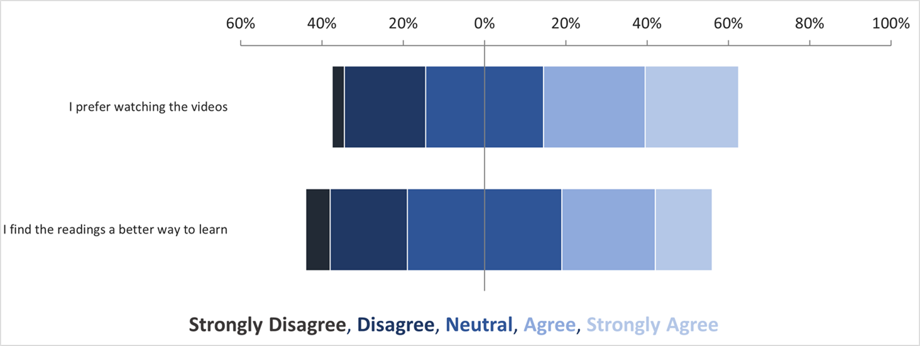 60% 40% 20% 0% 20% 40% 60% 80% 100%
I prefer watching the videos
I find the readings a better way to learn
Strongly Disagree, Disagree, Neutral, Agree, Strongly Agree